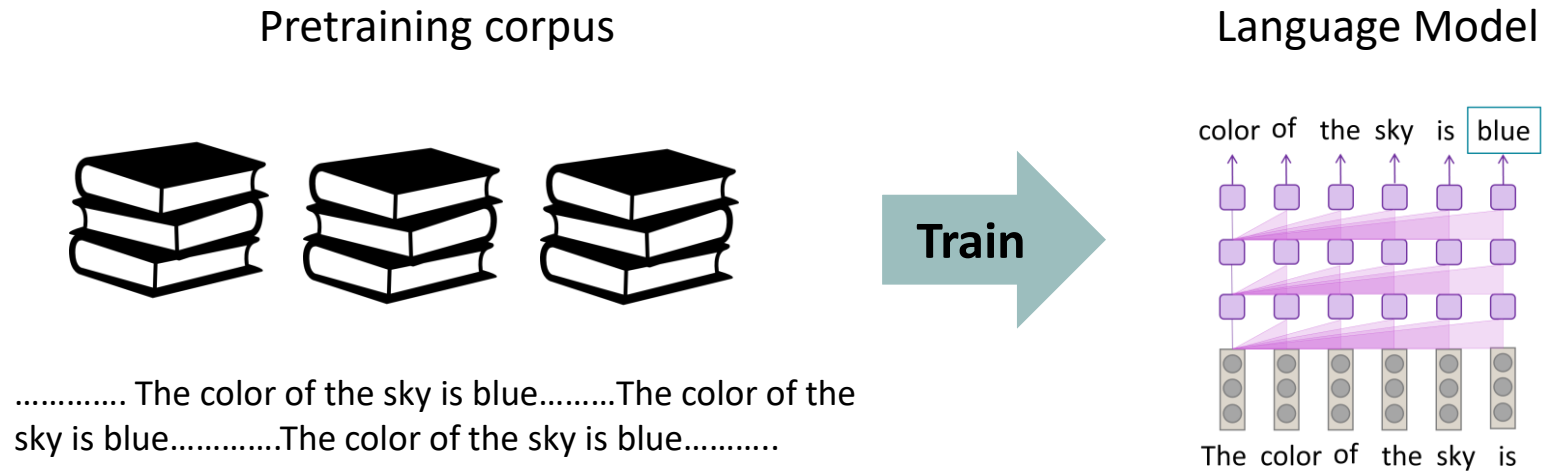 Pretraining corpus
Language Model
color of the sky is blue
Train
…………. The color of the sky is blue………The color of the
sky is blue………….The color of the sky is blue………..
The color of the sky is